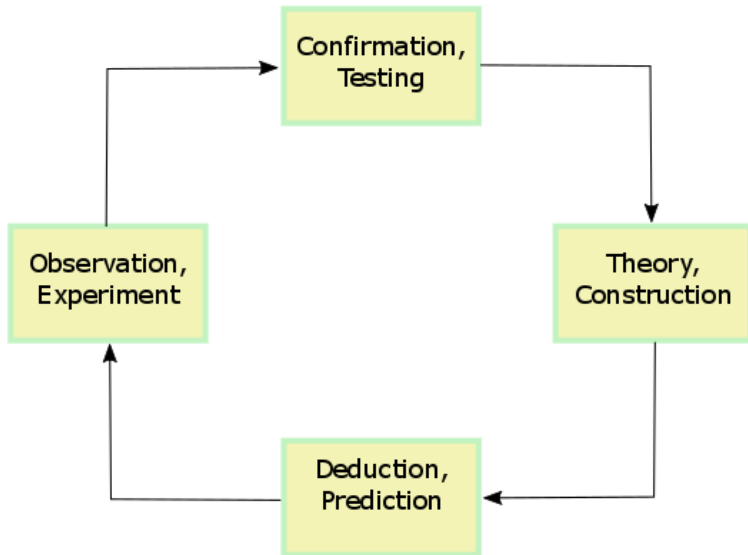 Confirmation,
Testing
Observation,
Experiment
Theory,
Construction
Deduction,
Prediction